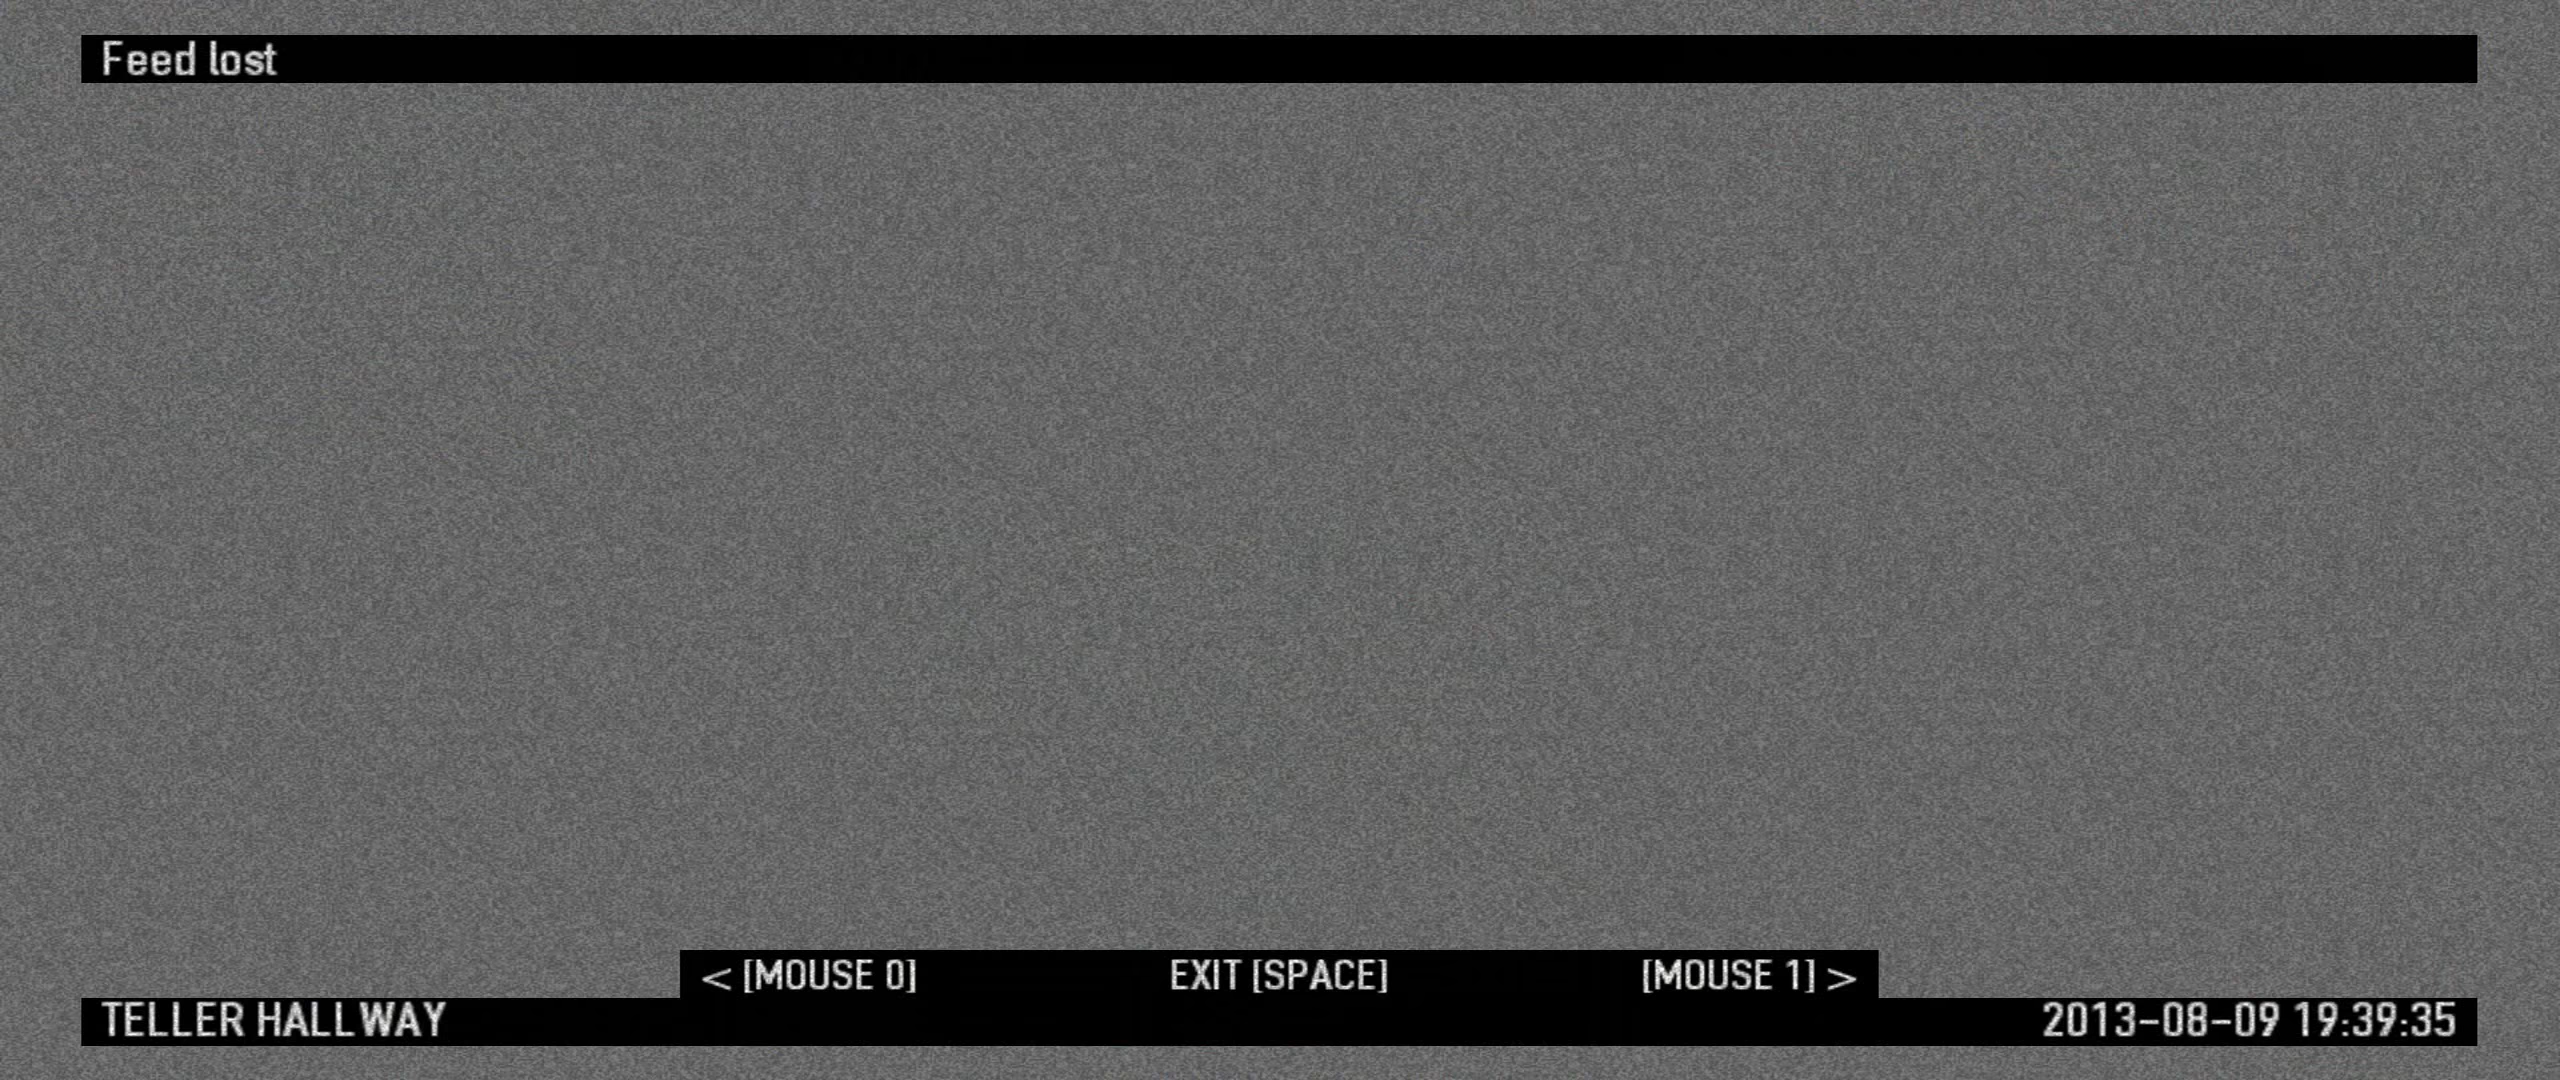 Feed lost
< [MOUSE 0] EXIT [SPACE] [MOUSE 1] >
TELLER HALLWAY 2013-08-09 19:39:35